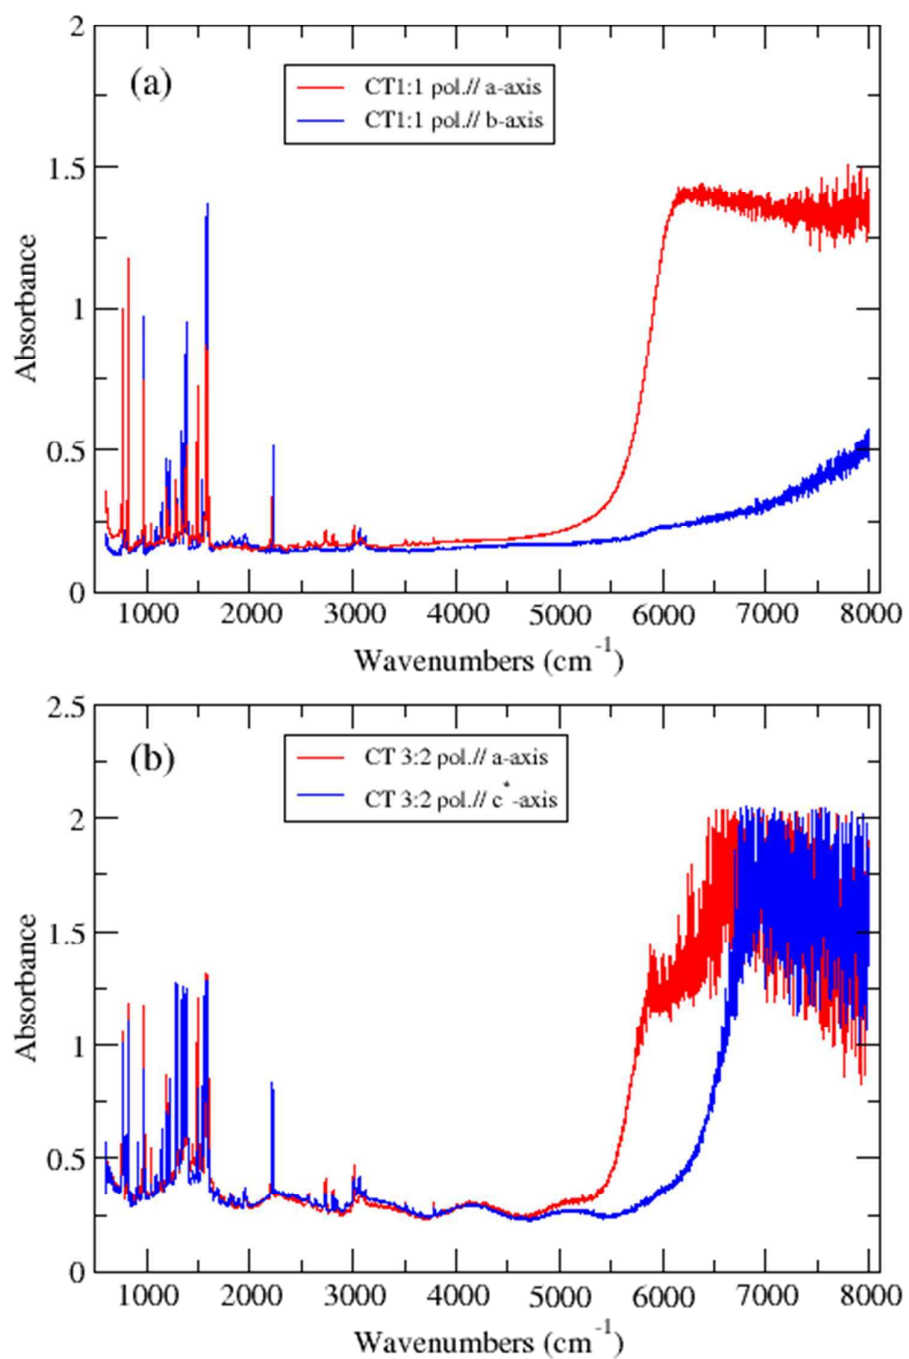 2
(a)
CT1:1 pol.// a-axis
CT1:1 pol.// b-axis
1.5
1
0.5
0
Absorbance
1000 2000 3000 4000 5000 6000 7000 8000
Wavenumbers (cm⁻¹)
2.5
(b)
CT 3:2 pol.// a-axis
CT 3:2 pol.// c*-axis
2
1.5
1
0.5
0
Absorbance
1000 2000 3000 4000 5000 6000 7000 8000
Wavenumbers (cm⁻¹)